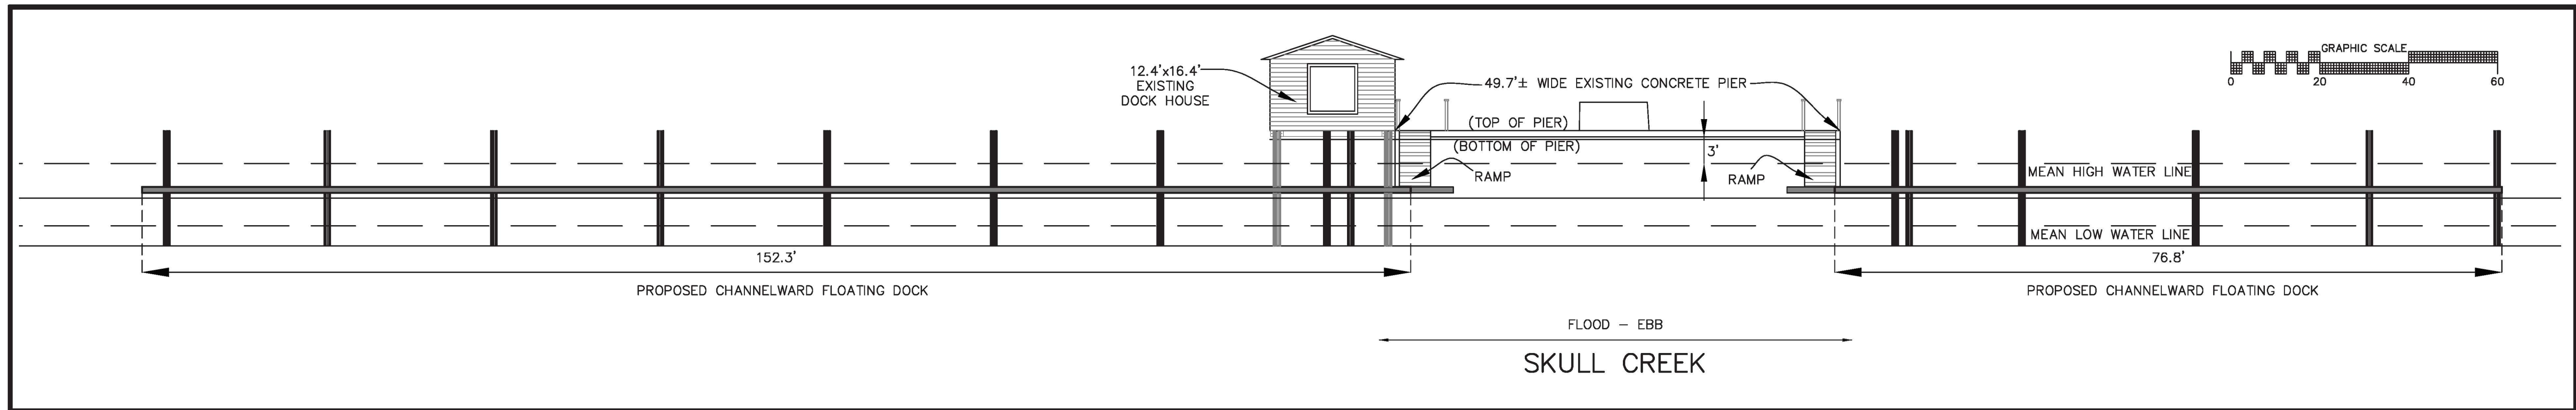 GRAPHIC SCALE
0 20 40 60
12.4'x16.4'
EXISTING
DOCK HOUSE
49.7'± WIDE EXISTING CONCRETE PIER
(TOP OF PIER)
(BOTTOM OF PIER)
3'
RAMP
RAMP
MEAN HIGH WATER LINE
MEAN LOW WATER LINE
152.3'
76.8'
PROPOSED CHANNELWARD FLOATING DOCK
PROPOSED CHANNELWARD FLOATING DOCK
FLOOD - EBB
SKULL CREEK